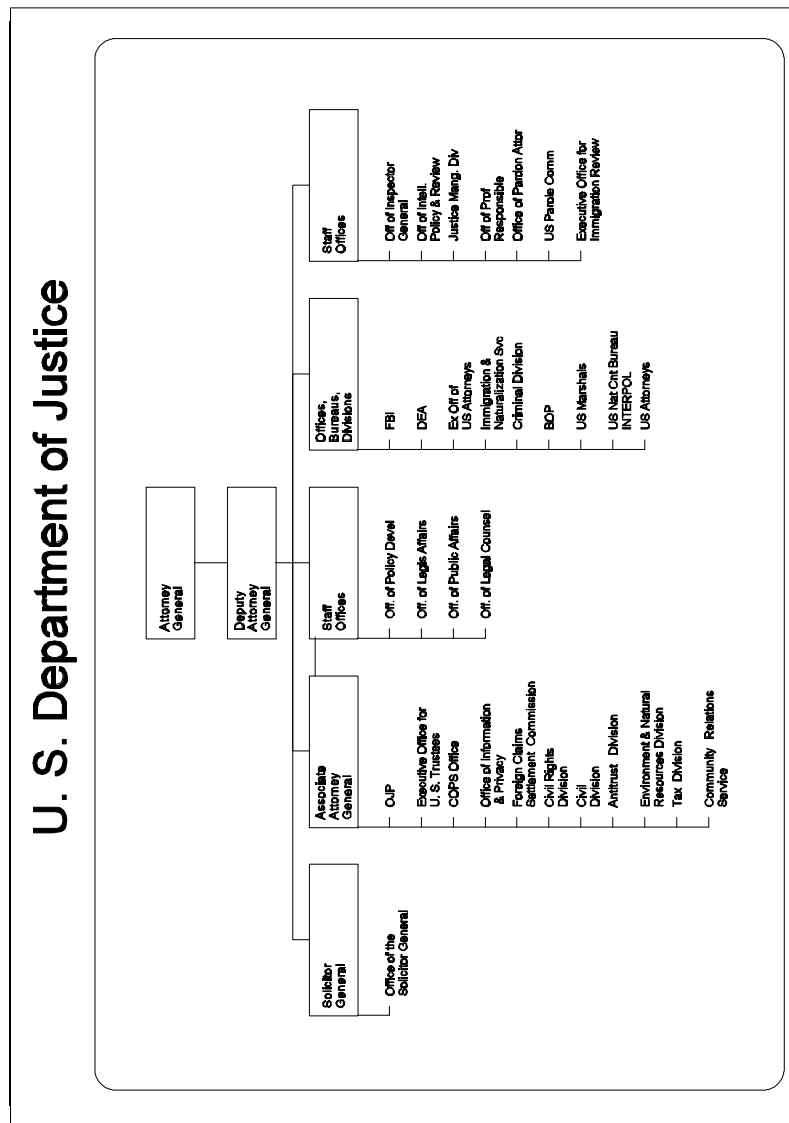 U. S. Department of Justice
Attorney
General
Deputy
Attorney
General
Solicitor
General
Office of the
Solicitor General
Associate
Attorney
General
OJP
Executive Office for
U. S. Trustees
COPS Office
Office of Information
& Privacy
Foreign Claims
Settlement Commission
Civil Rights
Division
Civil
Division
Antitrust Division
Environment & Natural
Resources Division
Tax Division
Community Relations
Service
Staff
Offices
Off. of Policy Devel
Off. of Legis Affairs
Off. of Public Affairs
Off. of Legal Counsel
Offices,
Bureaus,
Divisions
FBI
DEA
Ex Off of
US Attorneys
Immigration &
Naturalization Svc
Criminal Division
BOP
US Marshals
US Nat Cnt Bureau
INTERPOL
US Attorneys
Staff
Offices
Off of Inspector
General
Off of Intell.
Policy & Review
Justice Mang. Div
Off of Prof
Responsible
Office of Pardon Attor
US Parole Comm
Executive Office for
Immigration Review